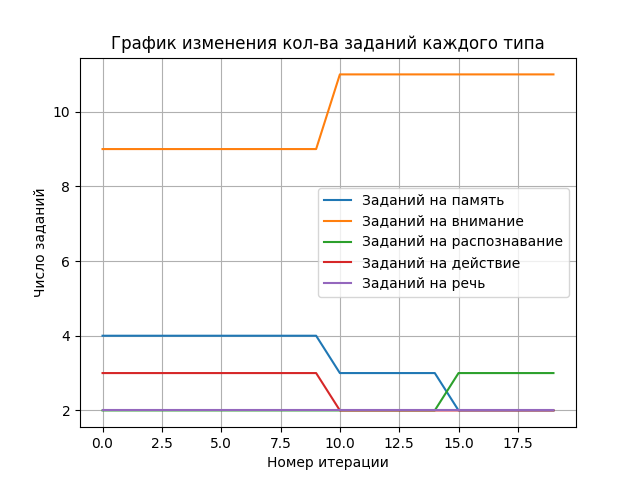 График изменения кол-ва заданий каждого типа
Число заданий
10
8
6
4
2
Заданий на память
Заданий на внимание
Заданий на распознавание
Заданий на действие
Заданий на речь
0.0 2.5 5.0 7.5 10.0 12.5 15.0 17.5
Номер итерации